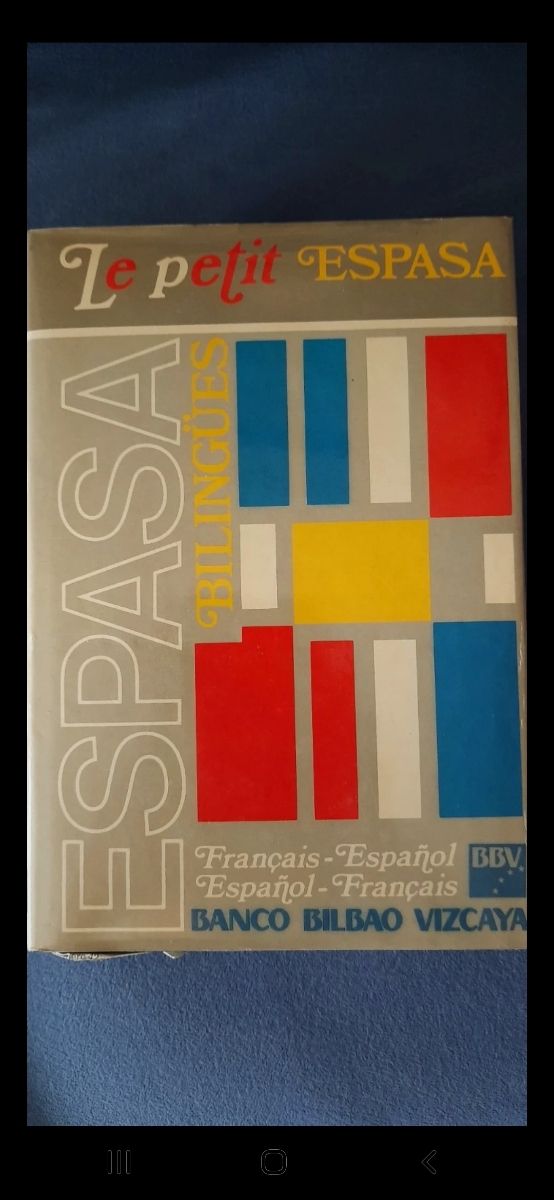 Le petit ESPASA
ESPASA
BILINGÜES
Français-Español
Español-Français
BBV
BANCO BILBAO VIZCAYA